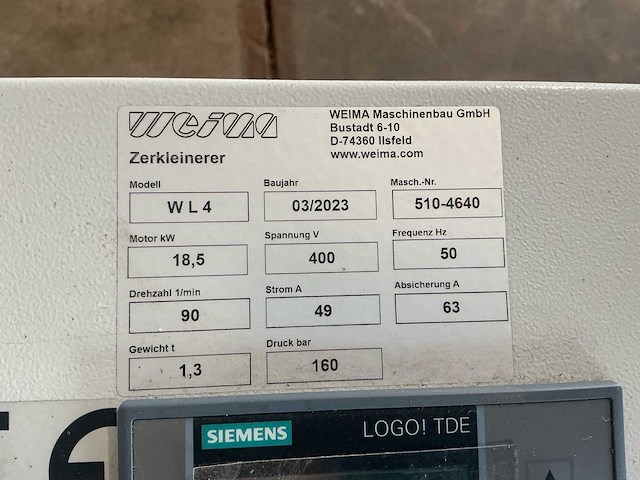 WEIMA
Zerkleinerer
WEIMA Maschinenbau GmbH
Bustadt 6-10
D-74360 Ilsfeld
www.weima.com
Modell
W L 4
Baujahr
03/2023
Masch.-Nr.
510-4640
Motor kW
18,5
Spannung V
400
Frequenz Hz
50
Drehzahl 1/min
90
Strom A
49
Absicherung A
63
Gewicht t
1,3
Druck bar
160
SIEMENS
LOGO! TDE